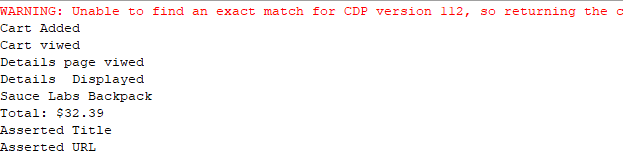 WARNING: Unable to find an exact match for CDP version 112, so returning the c
Cart Added
Cart viwed
Details page viwed
Details  Displayed
Sauce Labs Backpack
Total: $32.39
Asserted Title
Asserted URL